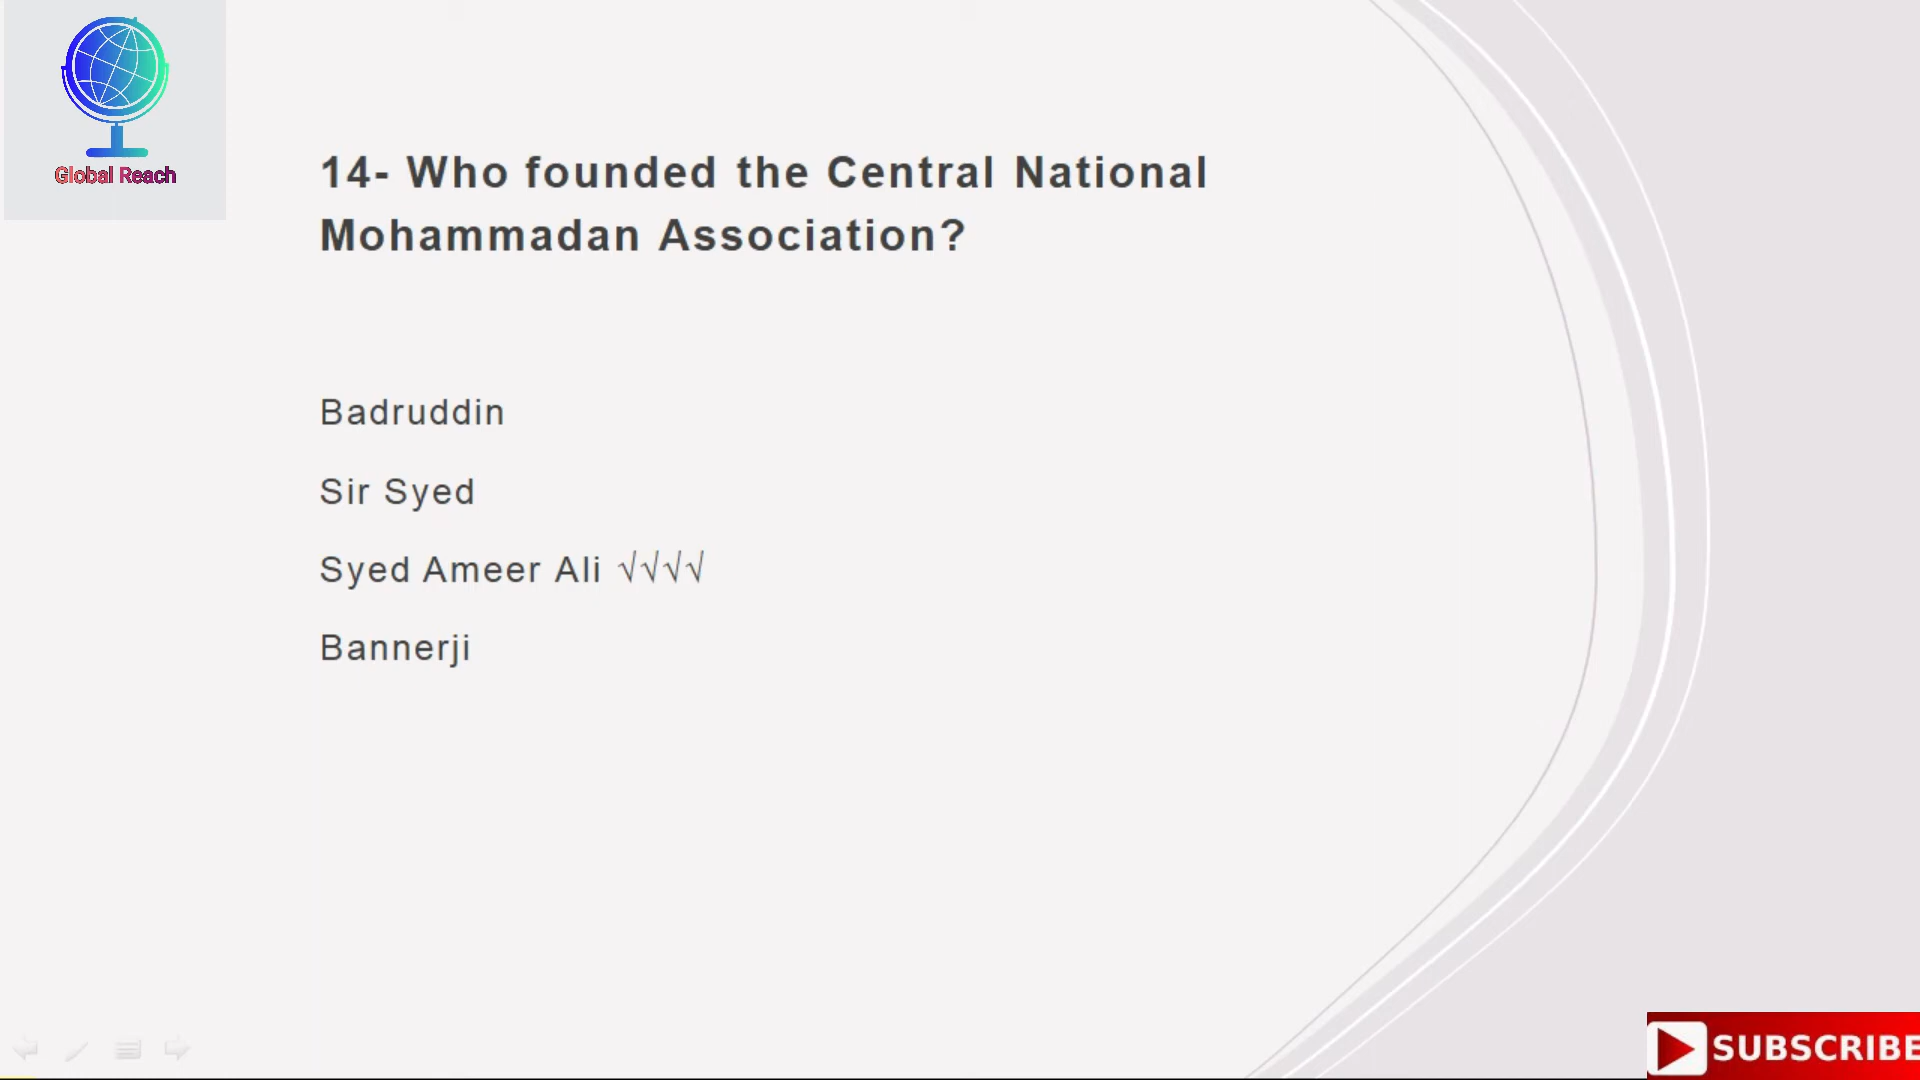 Global Reach
14- Who founded the Central National
Mohammadan Association?
Badruddin
Sir Syed
Syed Ameer Ali √√√√
Bannerji
SUBSCRIBE